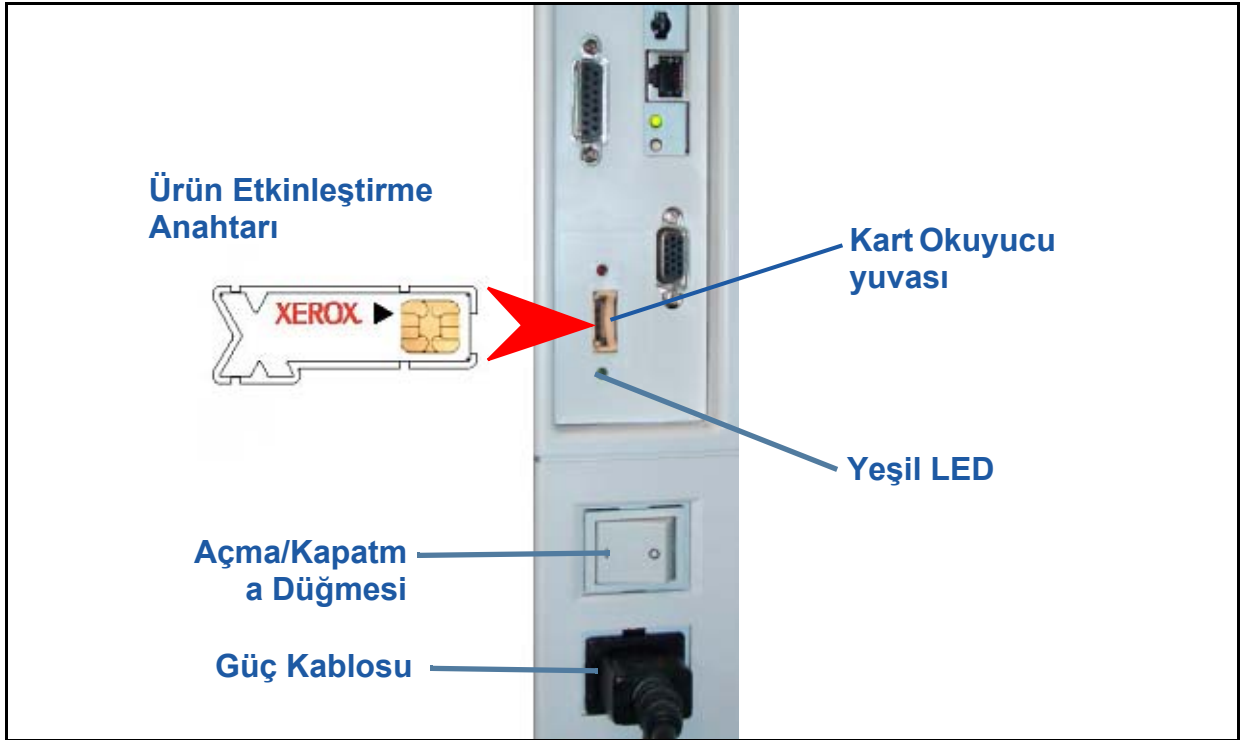 Ürün Etkinleştirme
Anahtarı
XEROX
Kart Okuyucu
yuvası
Yeşil LED
Açma/Kapatm
a Düğmesi
Güç Kablosu